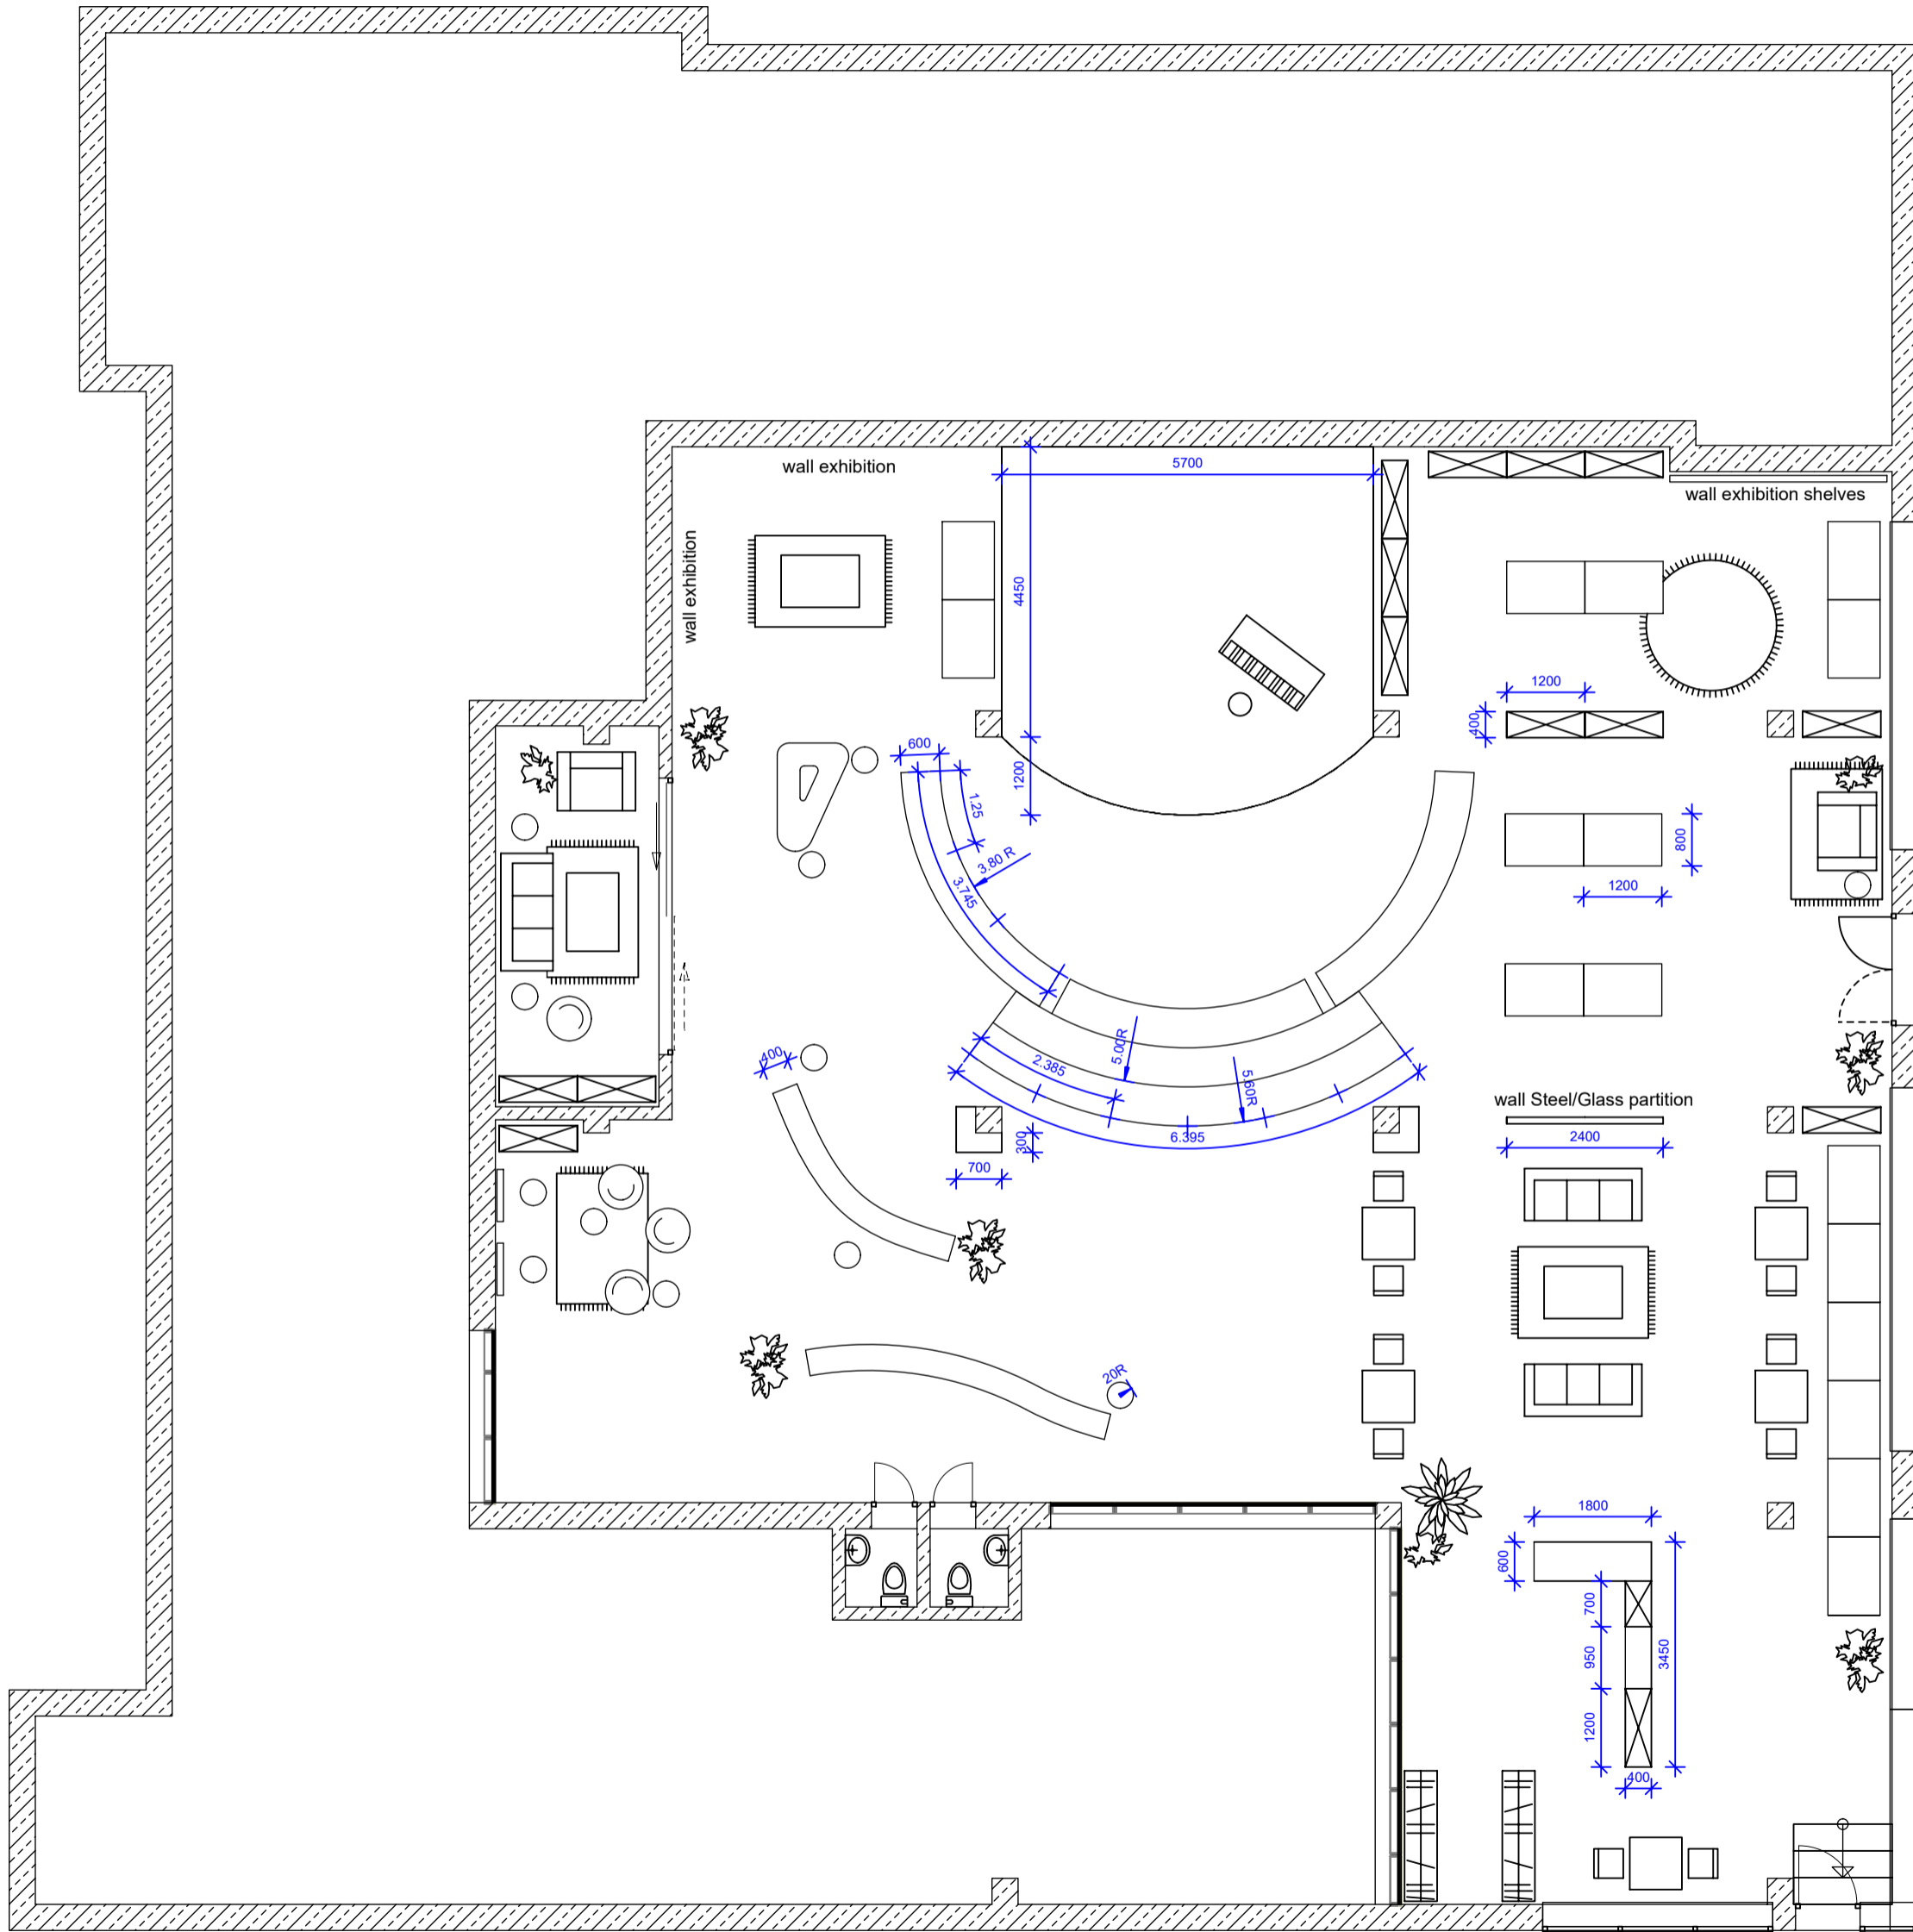 wall exhibition
5700
wall exhibition shelves
wall exhibition
4450
1200
400
600
1200
1.25
3.80 R
3.745
800
1200
400
5.00R
2.385
5.60R
6.395
300
700
wall Steel/Glass partition
2400
20R
1800
600
700
950
3450
1200
400